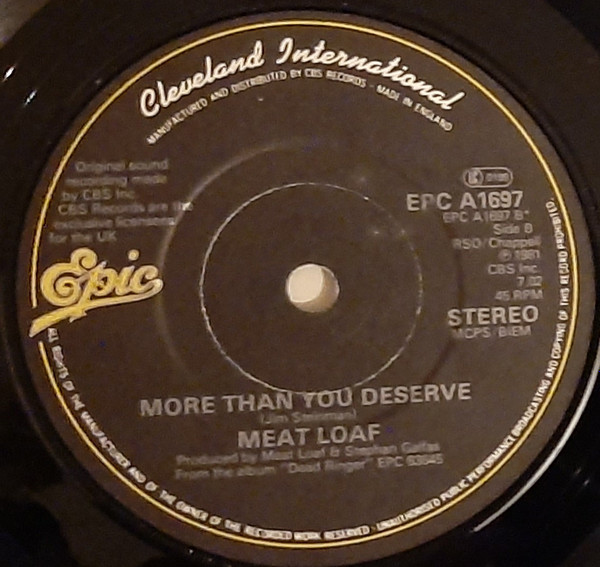 Cleveland International
MANUFACTURED AND DISTRIBUTED BY CBS RECORDS · MADE IN ENGLAND
Original sound
recording made
by CBS Inc.
CBS Records are the
exclusive licensees
for the UK
Epic
EPC A1697
EPC A1697 B*
Side B
RSO/Chappell
℗ 1981
CBS Inc.
7.02
45 RPM
STEREO
MCPS/BIEM
MORE THAN YOU DESERVE
(Jim Steinman)
MEAT LOAF
Produced by Meat Loaf & Stephan Galfas
From the album "Dead Ringer" EPC 83645
ALL RIGHTS OF THE MANUFACTURER AND OF THE OWNER OF THE RECORDED WORK RESERVED · UNAUTHORISED PUBLIC PERFORMANCE BROADCASTING AND COPYING OF THIS RECORD PROHIBITED.